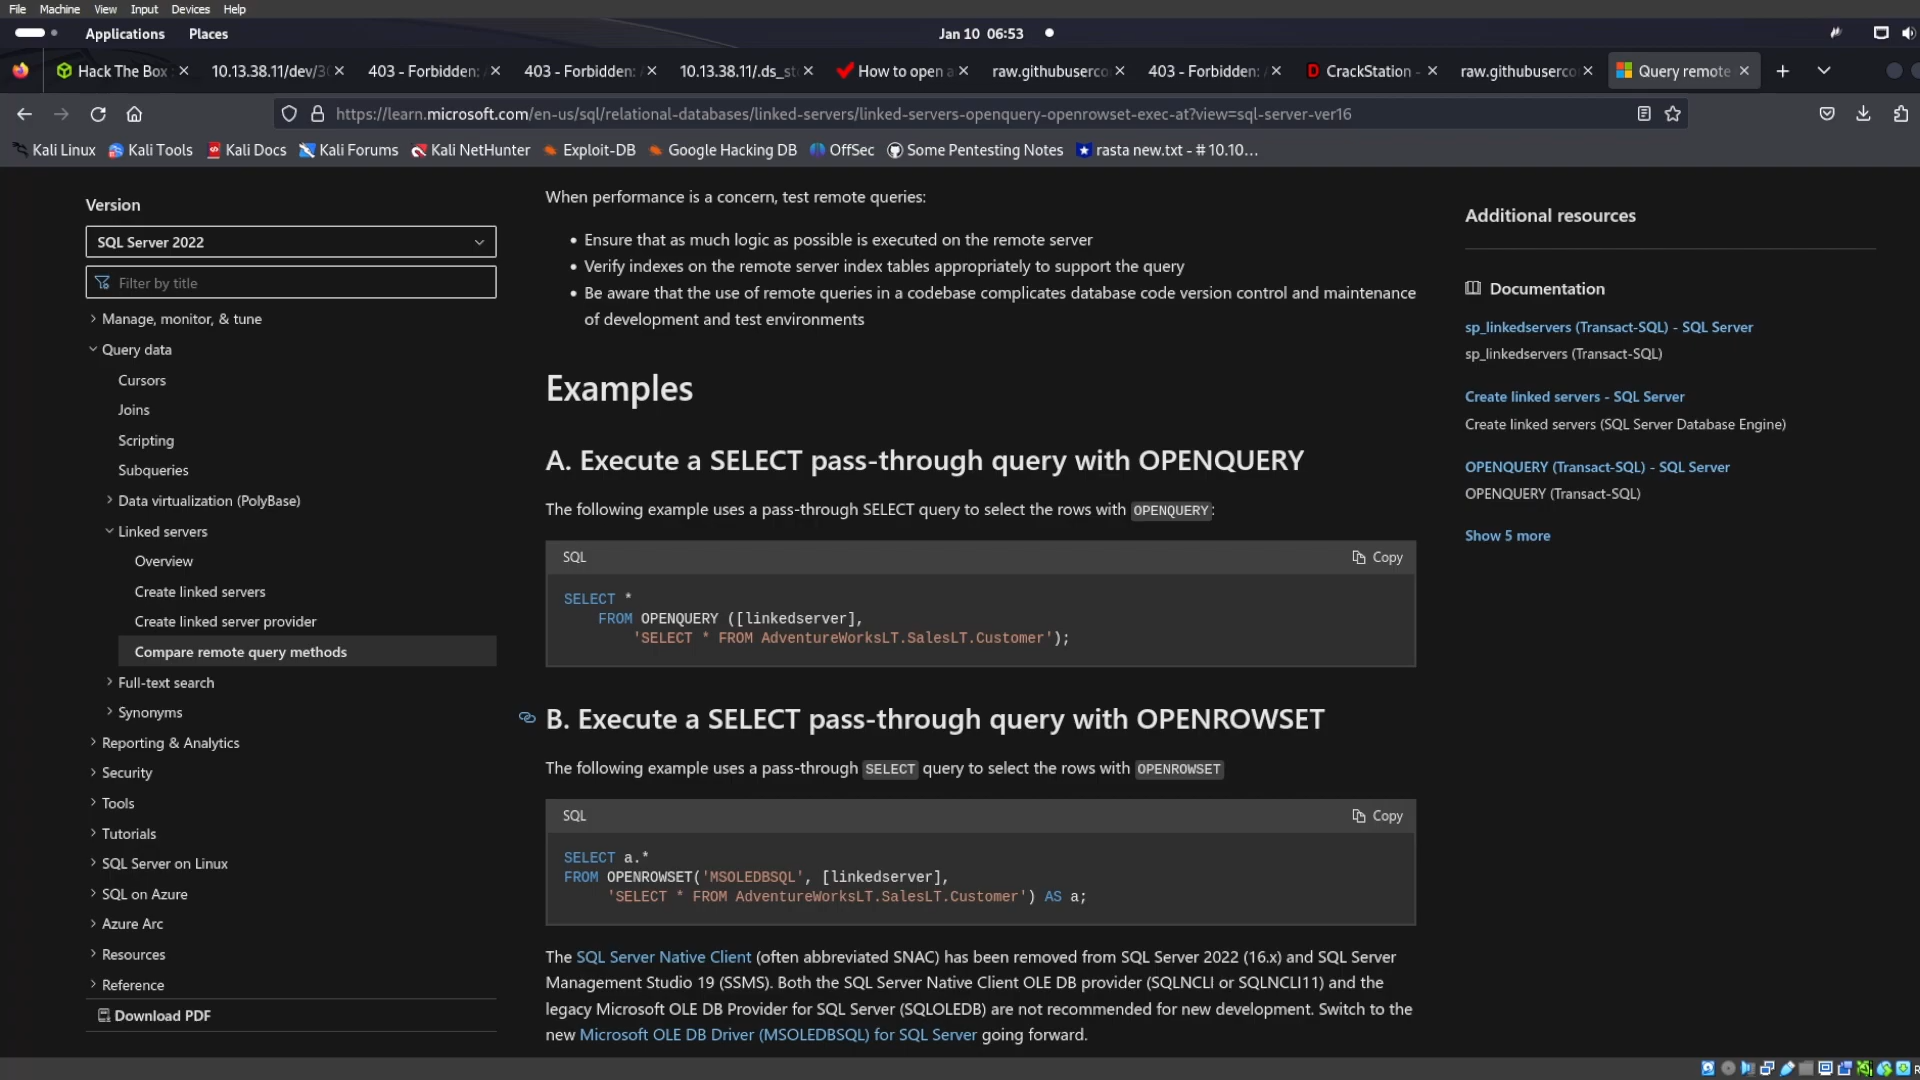 File Machine View Input Devices Help
Applications Places
Jan 10 06:53
Hack The Box :
10.13.38.11/dev/30
403 - Forbidden: A
403 - Forbidden:
10.13.38.11/.ds_sto
How to open a
raw.githubuserco
403 - Forbidden: A
CrackStation -
raw.githubuserco
Query remote
https://learn.microsoft.com/en-us/sql/relational-databases/linked-servers/linked-servers-openquery-openrowset-exec-at?view=sql-server-ver16
Kali Linux Kali Tools Kali Docs Kali Forums Kali NetHunter Exploit-DB Google Hacking DB OffSec Some Pentesting Notes rasta new.txt - # 10.10...
Version
SQL Server 2022
Filter by title
Manage, monitor, & tune
Query data
Cursors
Joins
Scripting
Subqueries
Data virtualization (PolyBase)
Linked servers
Overview
Create linked servers
Create linked server provider
Compare remote query methods
Full-text search
Synonyms
Reporting & Analytics
Security
Tools
Tutorials
SQL Server on Linux
SQL on Azure
Azure Arc
Resources
Reference
Download PDF
When performance is a concern, test remote queries:
• Ensure that as much logic as possible is executed on the remote server
• Verify indexes on the remote server index tables appropriately to support the query
• Be aware that the use of remote queries in a codebase complicates database code version control and maintenance
of development and test environments
Examples
A. Execute a SELECT pass-through query with OPENQUERY
The following example uses a pass-through SELECT query to select the rows with OPENQUERY:
SQL Copy
SELECT *
FROM OPENQUERY ([linkedserver],
'SELECT * FROM AdventureWorksLT.SalesLT.Customer');
B. Execute a SELECT pass-through query with OPENROWSET
The following example uses a pass-through SELECT query to select the rows with OPENROWSET
SQL Copy
SELECT a.*
FROM OPENROWSET('MSOLEDBSQL', [linkedserver],
'SELECT * FROM AdventureWorksLT.SalesLT.Customer') AS a;
The SQL Server Native Client (often abbreviated SNAC) has been removed from SQL Server 2022 (16.x) and SQL Server
Management Studio 19 (SSMS). Both the SQL Server Native Client OLE DB provider (SQLNCLI or SQLNCLI11) and the
legacy Microsoft OLE DB Provider for SQL Server (SQLOLEDB) are not recommended for new development. Switch to the
new Microsoft OLE DB Driver (MSOLEDBSQL) for SQL Server going forward.
Additional resources
Documentation
sp_linkedservers (Transact-SQL) - SQL Server
sp_linkedservers (Transact-SQL)
Create linked servers - SQL Server
Create linked servers (SQL Server Database Engine)
OPENQUERY (Transact-SQL) - SQL Server
OPENQUERY (Transact-SQL)
Show 5 more